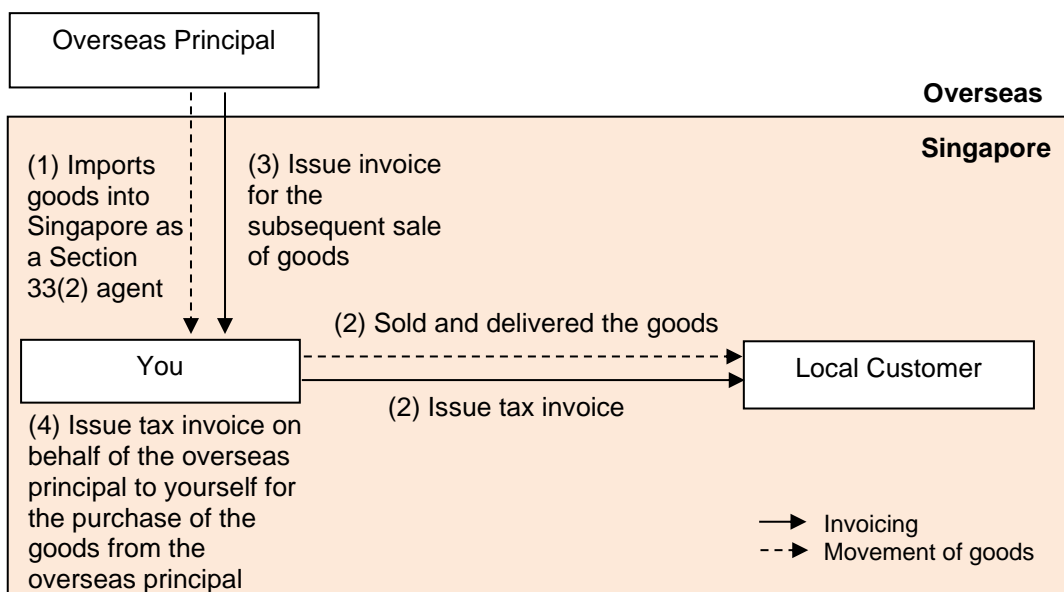 Overseas Principal
Overseas
Singapore
(1) Imports
goods into
Singapore as
a Section
33(2) agent
(3) Issue invoice
for the
subsequent sale
of goods
(2) Sold and delivered the goods
You
Local Customer
(2) Issue tax invoice
(4) Issue tax invoice on
behalf of the overseas
principal to yourself for
the purchase of the
goods from the
overseas principal
Invoicing
Movement of goods